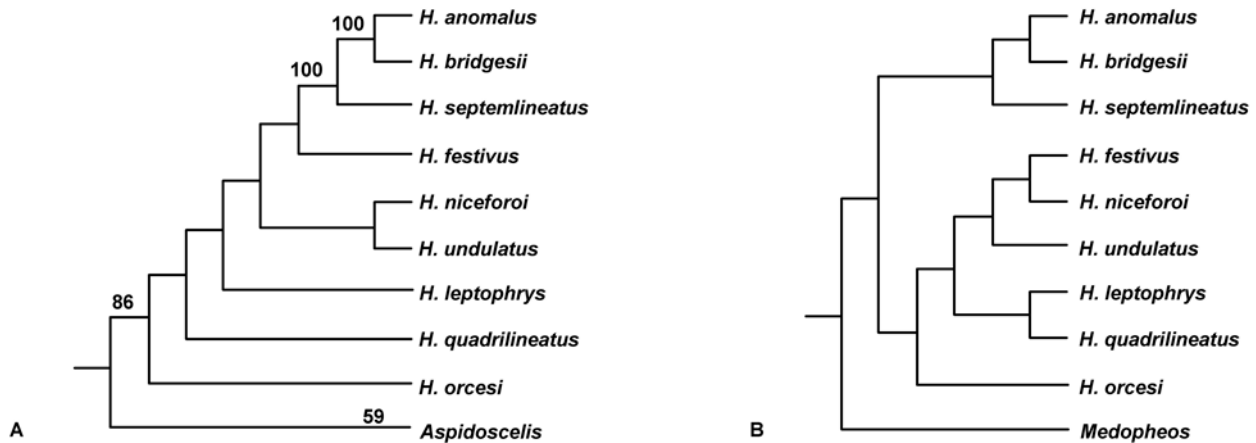 100
H. anomalus
H. bridgesii
100
H. septemlineatus
H. festivus
H. niceforoi
H. undulatus
H. leptophrys
86
H. quadrilineatus
H. orcesi
59
Aspidoscelis
A
H. anomalus
H. bridgesii
H. septemlineatus
H. festivus
H. niceforoi
H. undulatus
H. leptophrys
H. quadrilineatus
H. orcesi
Medopheos
B